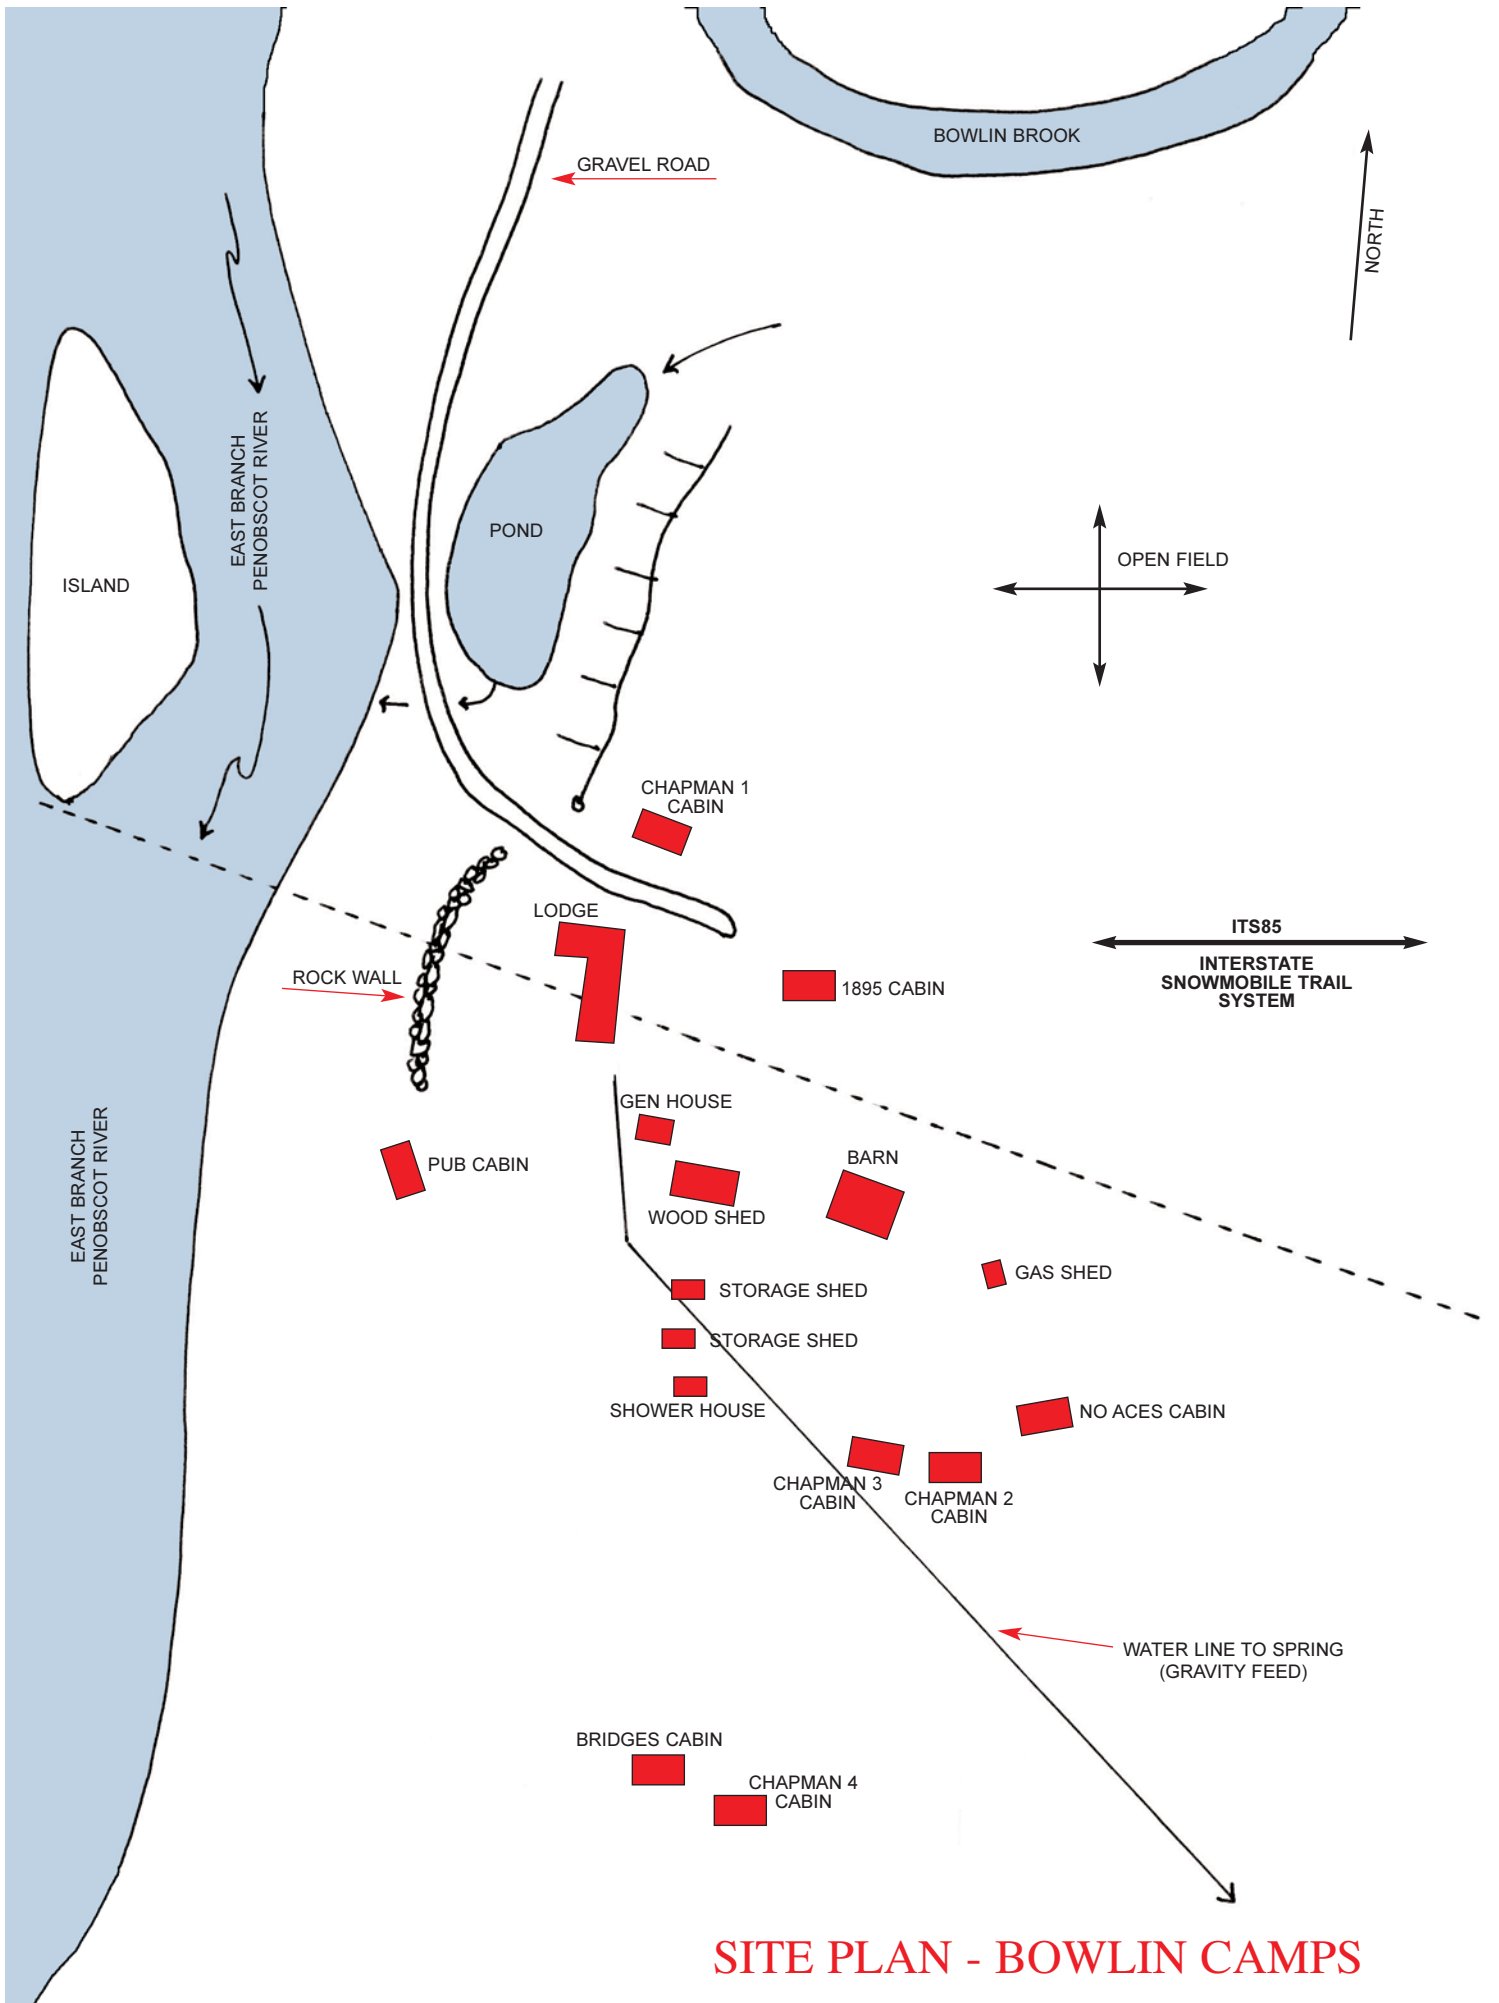 BOWLIN BROOK
GRAVEL ROAD
NORTH
EAST BRANCH
PENOBSCOT RIVER
POND
OPEN FIELD
ISLAND
CHAPMAN 1
CABIN
LODGE
ITS85
INTERSTATE
SNOWMOBILE TRAIL
SYSTEM
ROCK WALL
1895 CABIN
GEN HOUSE
EAST BRANCH
PENOBSCOT RIVER
PUB CABIN
BARN
WOOD SHED
GAS SHED
STORAGE SHED
STORAGE SHED
SHOWER HOUSE
NO ACES CABIN
CHAPMAN 3
CABIN
CHAPMAN 2
CABIN
WATER LINE TO SPRING
(GRAVITY FEED)
BRIDGES CABIN
CHAPMAN 4
CABIN
SITE PLAN - BOWLIN CAMPS